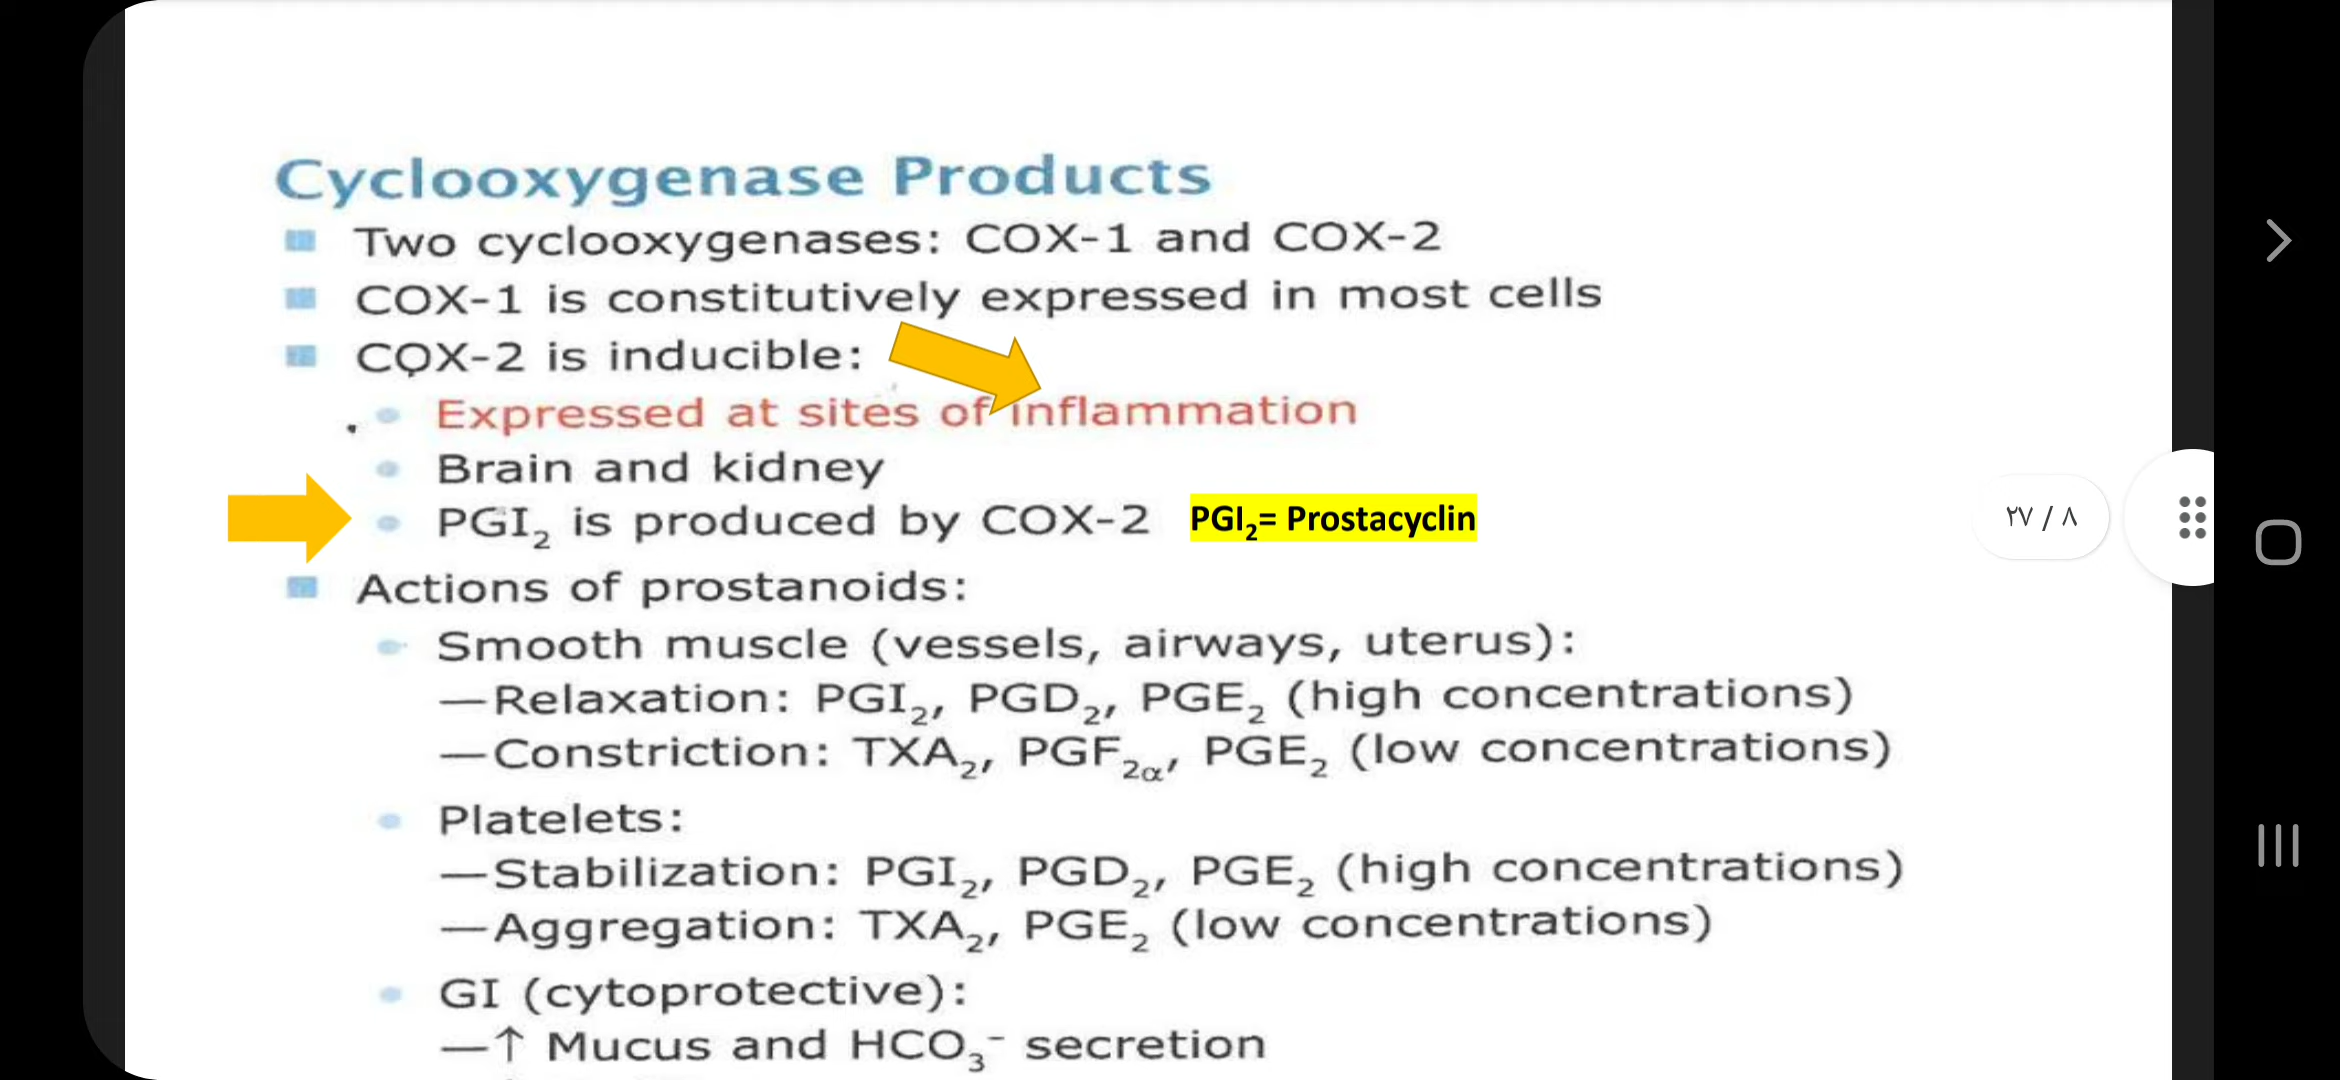 Cyclooxygenase Products
Two cyclooxygenases: COX-1 and COX-2
COX-1 is constitutively expressed in most cells
COX-2 is inducible:
Expressed at sites of inflammation
Brain and kidney
PGI₂ is produced by COX-2 PGI₂= Prostacyclin
٢٧ / ٨
Actions of prostanoids:
Smooth muscle (vessels, airways, uterus):
—Relaxation: PGI₂, PGD₂, PGE₂ (high concentrations)
—Constriction: TXA₂, PGF₂α, PGE₂ (low concentrations)
Platelets:
—Stabilization: PGI₂, PGD₂, PGE₂ (high concentrations)
—Aggregation: TXA₂, PGE₂ (low concentrations)
GI (cytoprotective):
—↑ Mucus and HCO₃⁻ secretion